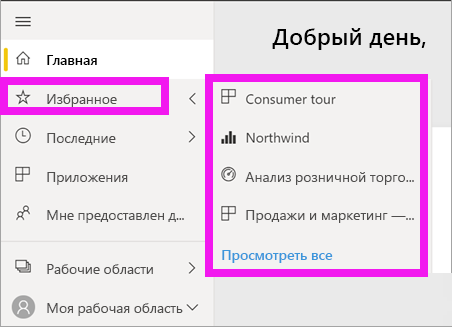 Добрый день,
Главная
Избранное
Последние
Приложения
Мне предоставлен д...
Рабочие области
Моя рабочая область
Consumer tour
Northwind
Анализ розничной торго...
Продажи и маркетинг —...
Просмотреть все